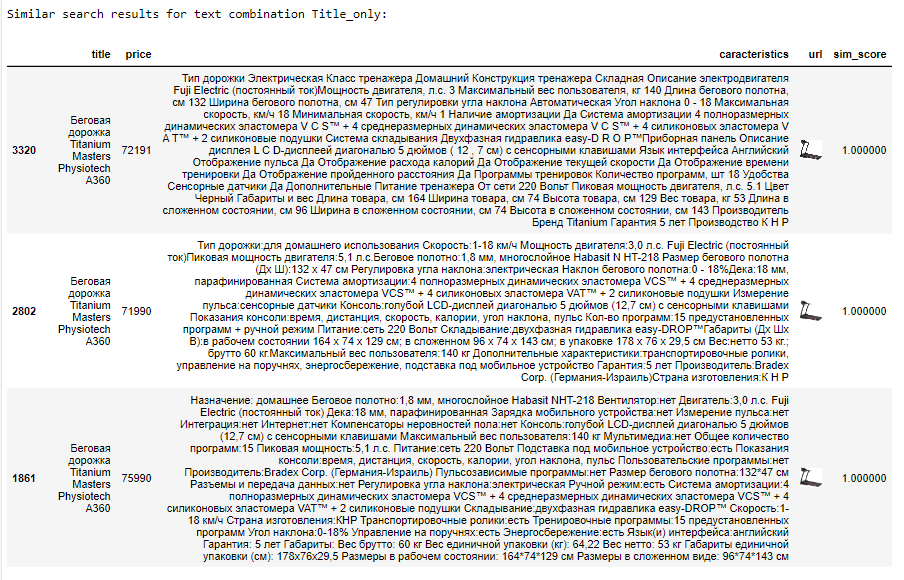 Similar search results for text combination Title_only:
title price caracteristics url sim_score
3320
Беговая
дорожка
Titanium
Masters
Physiotech
A360
72191
Тип дорожки Электрическая Класс тренажера Домашний Конструкция тренажера Складная Описание электродвигателя
Fuji Electric (постоянный ток)Мощность двигателя, л.с. 3 Максимальный вес пользователя, кг 140 Длина бегового полотна,
см 132 Ширина бегового полотна, см 47 Тип регулировки угла наклона Автоматическая Угол наклона 0 - 18 Максимальная
скорость, км/ч 18 Минимальная скорость, км/ч 1 Наличие амортизации Да Система амортизации 4 полноразмерных
динамических эластомера V C S™ + 4 среднеразмерных динамических эластомера V C S™ + 4 силиконовых эластомера V
A T™ + 2 силиконовые подушки Система складывания Двухфазная гидравлика easy-D R O P™Приборная панель Описание
дисплея L C D-дисплеей диагональю 5 дюймов ( 12 , 7 см) с сенсорными клавишами Язык интерфейса Английский
Отображение пульса Да Отображение расхода калорий Да Отображение текущей скорости Да Отображение времени
тренировки Да Отображение пройденного расстояния Да Программы тренировок Количество программ, шт 18 Удобства
Сенсорные датчики Да Дополнительные Питание тренажера От сети 220 Вольт Пиковая мощность двигателя, л.с. 5.1 Цвет
Черный Габариты и вес Длина товара, см 164 Ширина товара, см 74 Высота товара, см 129 Вес товара, кг 53 Длина в
сложенном состоянии, см 96 Ширина в сложенном состоянии, см 74 Высота в сложенном состоянии, см 143 Производитель
Бренд Titanium Гарантия 5 лет Производство К Н Р
1.000000
2802
Беговая
дорожка
Titanium
Masters
Physiotech
A360
71990
Тип дорожки:для домашнего использования Скорость:1-18 км/ч Мощность двигателя:3,0 л.с. Fuji Electric (постоянный
ток)Пиковая мощность двигателя:5,1 л.с.Беговое полотно:1,8 мм, многослойное Habasit N HT-218 Размер бегового полотна
(Дх Ш):132 х 47 см Регулировка угла наклона:электрическая Наклон бегового полотна:0 - 18%Дека:18 мм,
парафинированная Система амортизации:4 полноразмерных динамических эластомера VCS™ + 4 среднеразмерных
динамических эластомера VCS™ + 4 силиконовых эластомера VAT™ + 2 силиконовые подушки Измерение
пульса:сенсорные датчики Консоль:голубой LCD-дисплей диагональю 5 дюймов (12,7 см) с сенсорными клавишами
Показания консоли:время, дистанция, скорость, калории, угол наклона, пульс Кол-во программ:15 предустановленных
программ + ручной режим Питание:сеть 220 Вольт Складывание:двухфазная гидравлика easy-DROP™Габариты (Дх Шх
В):в рабочем состоянии 164 х 74 х 129 см; в сложенном 96 х 74 х 143 см; в упаковке 178 х 76 х 29,5 см Вес:нетто 53 кг.;
брутто 60 кг.Максимальный вес пользователя:140 кг Дополнительные характеристики:транспортировочные ролики,
управление на поручнях, энергосбережение, подставка под мобильное устройство Гарантия:5 лет Производитель:Bradex
Corp. (Германия-Израиль)Страна изготовления:К Н Р
1.000000
1861
Беговая
дорожка
Titanium
Masters
Physiotech
A360
75990
Назначение: домашнее Беговое полотно:1,8 мм, многослойное Habasit NHT-218 Вентилятор:нет Двигатель:3,0 л.с. Fuji
Electric (постоянный ток) Дека:18 мм, парафинированная Зарядка мобильного устройства:нет Измерение пульса:нет
Интеграция:нет Интернет:нет Компенсаторы неровностей пола:нет Консоль:голубой LCD-дисплей диагональю 5 дюймов
(12,7 см) с сенсорными клавишами Максимальный вес пользователя:140 кг Мультимедиа:нет Общее количество
программ:15 Пиковая мощность:5,1 л.с. Питание:сеть 220 Вольт Подставка под мобильное устройство:есть Показания
консоли:время, дистанция, скорость, калории, угол наклона, пульс Пользовательские программы:нет
Производитель:Bradex Corp. (Германия-Израиль) Пульсозависимые программы:нет Размер бегового полотна:132*47 см
Разъемы и передача данных:нет Регулировка угла наклона:электрическая Ручной режим:есть Система амортизации:4
полноразмерных динамических эластомера VCS™ + 4 среднеразмерных динамических эластомера VCS™ + 4
силиконовых эластомера VAT™ + 2 силиконовые подушки Складывание:двухфазная гидравлика easy-DROP™ Скорость:1-
18 км/ч Страна изготовления:КНР Транспортировочные ролики:есть Тренировочные программы:15 предустановленных
программ Угол наклона:0-18% Управление на поручнях:есть Энергосбережение:есть Язык(и) интерфейса:английский
Гарантия: 5 лет Габариты: Вес брутто: 60 кг Вес единичной упаковки (кг): 64,22 Вес нетто: 53 кг Габариты единичной
упаковки (см): 178x76x29,5 Размеры в рабочем состоянии: 164*74*129 см Размеры в сложенном виде: 96*74*143 см
1.000000